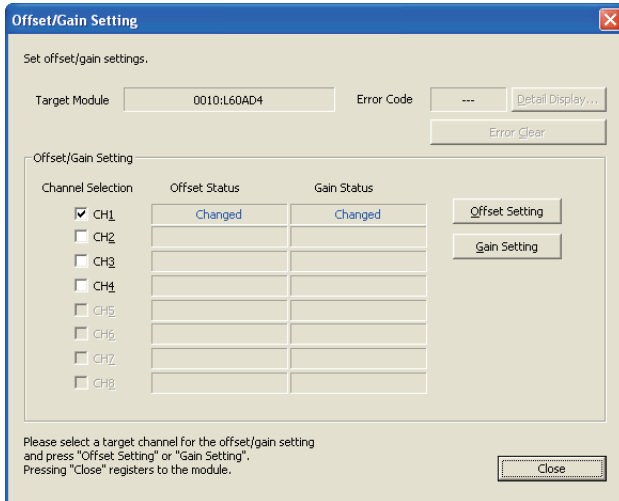 Offset/Gain Setting
Set offset/gain settings.
Target Module 0010:L60AD4 Error Code --- Detail Display...
Error Clear
Offset/Gain Setting
Channel Selection Offset Status Gain Status
CH1 Changed Changed Offset Setting
CH2
Gain Setting
CH3
CH4
CH5
CH6
CH7
CH8
Please select a target channel for the offset/gain setting
and press "Offset Setting" or "Gain Setting".
Pressing "Close" registers to the module.
Close